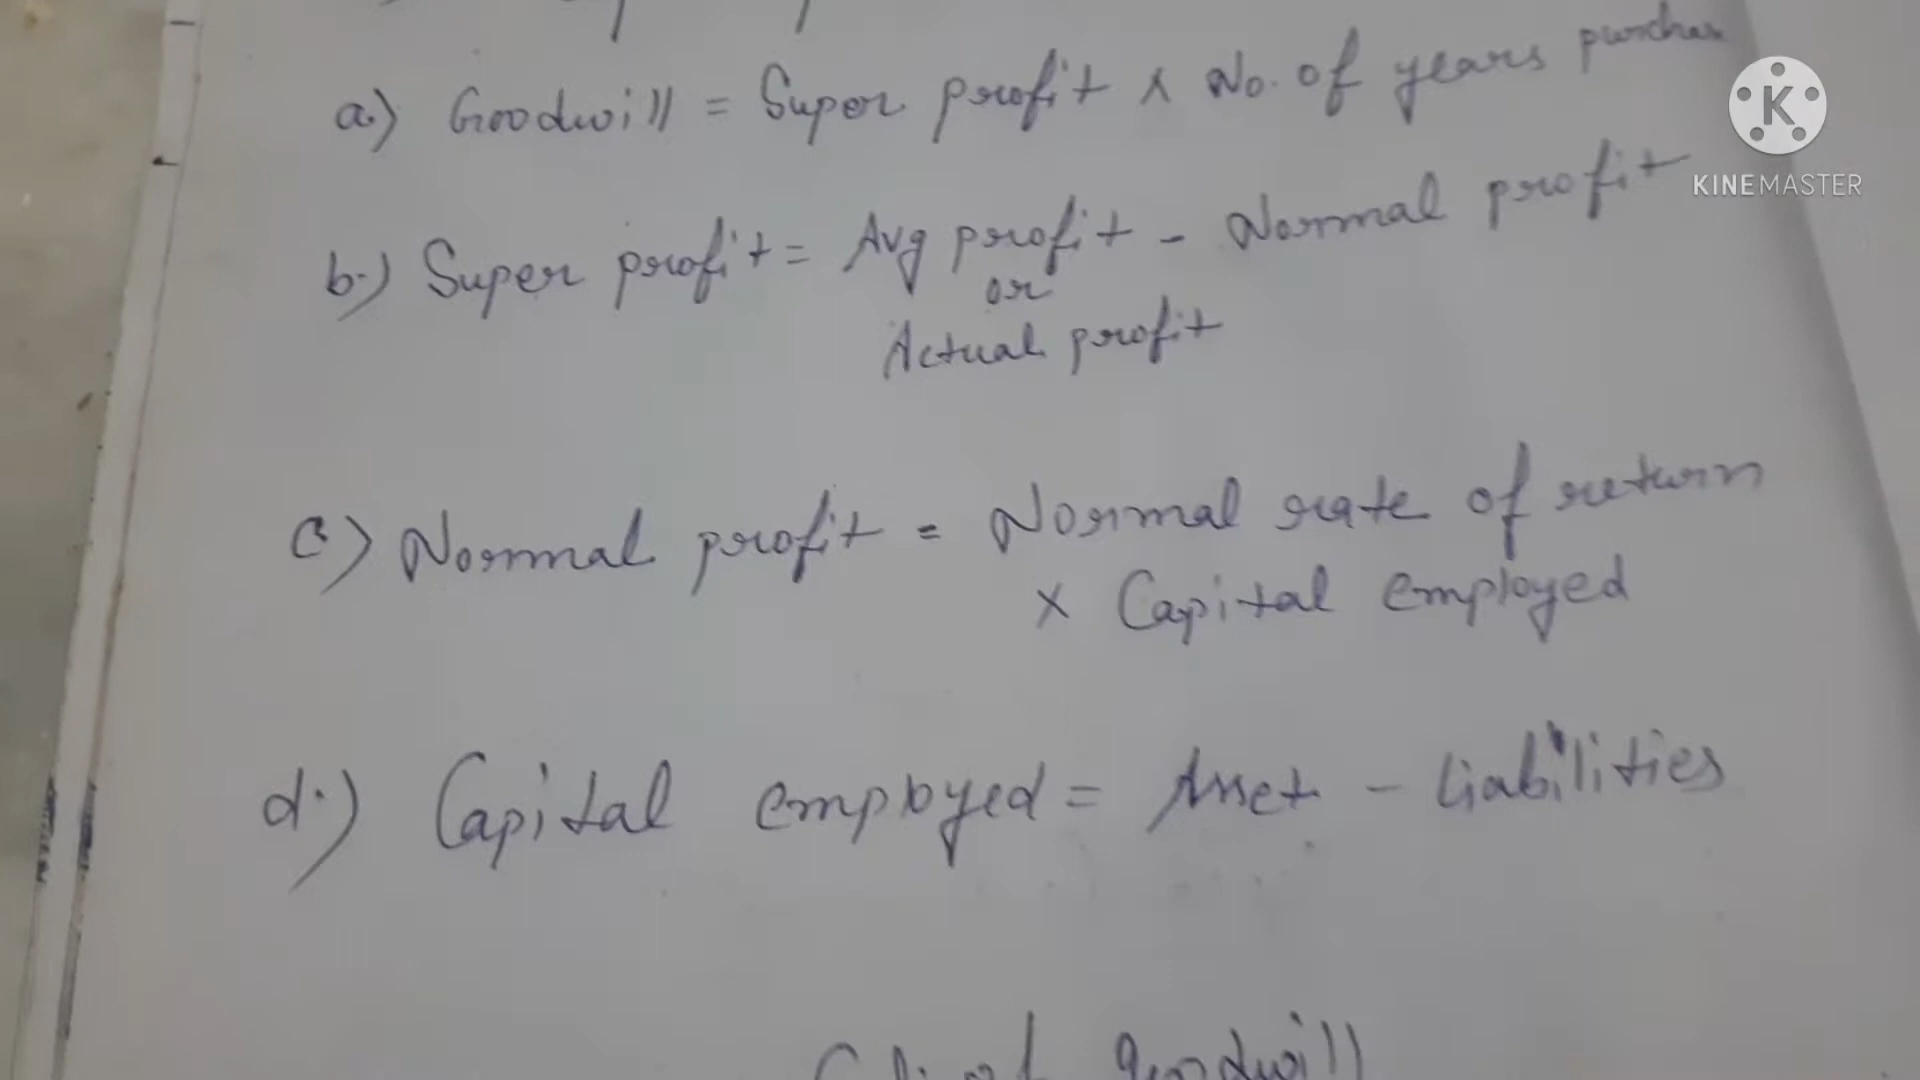 a.) Goodwill = Super profit x No. of years purchase
KINEMASTER
b.) Super profit = Avg profit - Normal profit
or
Actual profit
c.) Normal profit = Normal rate of return
x Capital employed
d.) Capital employed = Asset - liabilities
goodwill